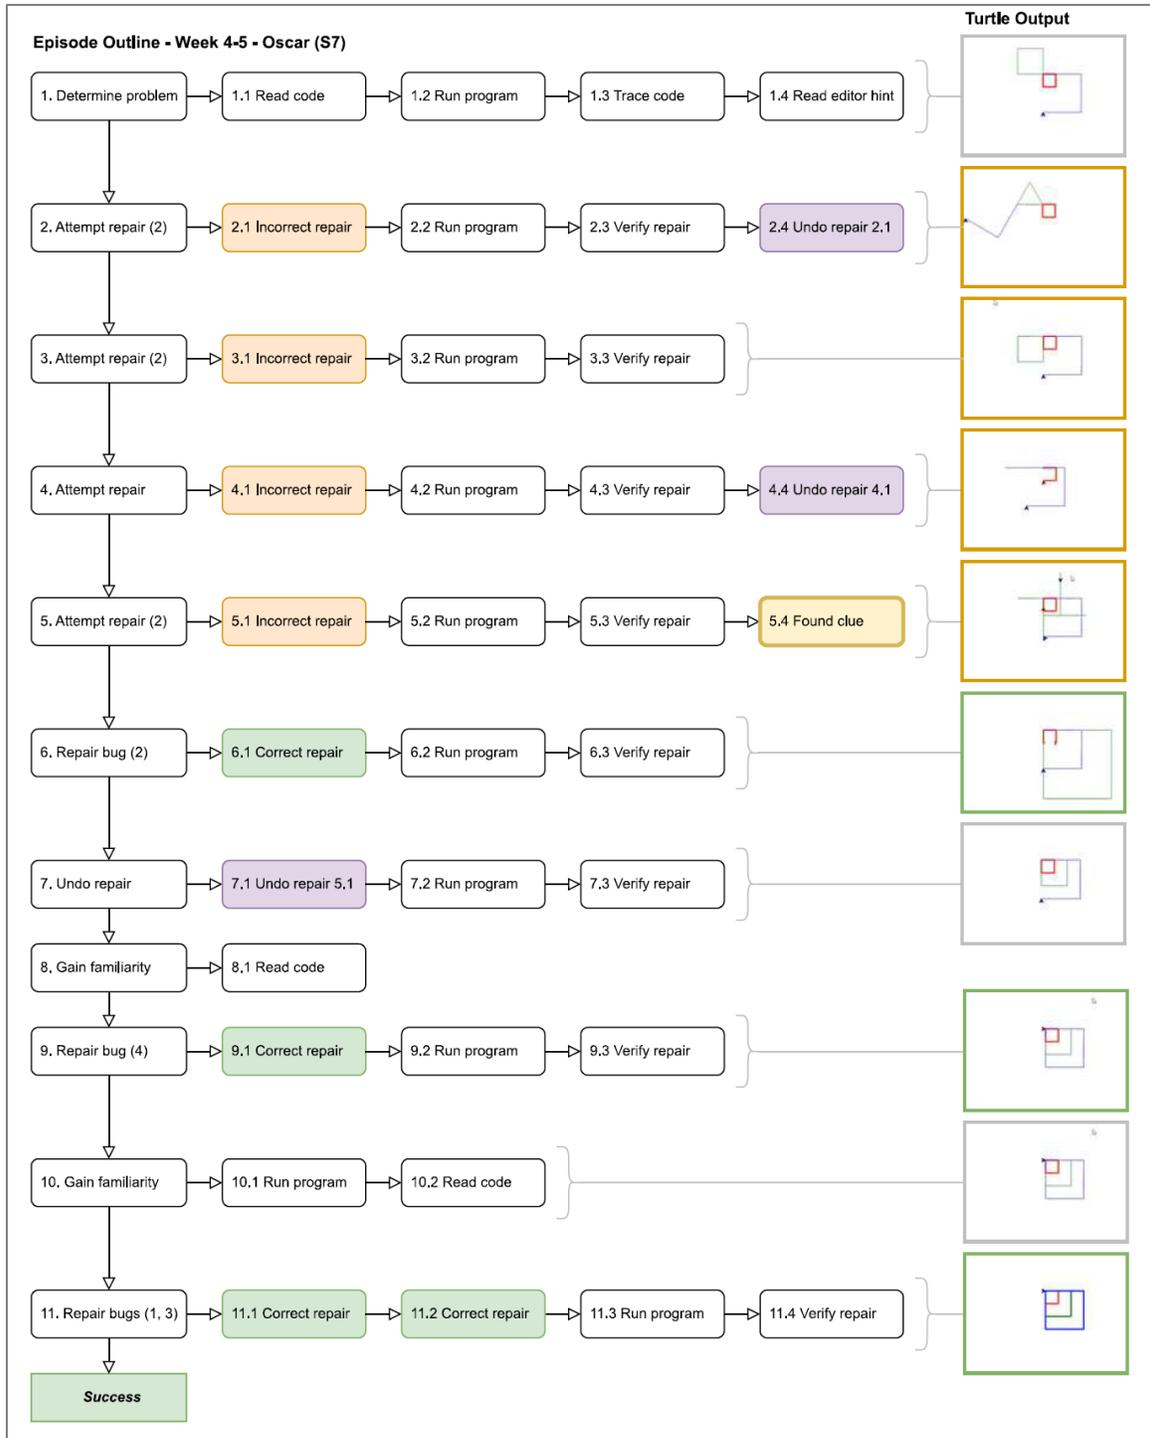 Turtle Output
Episode Outline - Week 4-5 - Oscar (S7)
1. Determine problem
1.1 Read code
1.2 Run program
1.3 Trace code
1.4 Read editor hint
2. Attempt repair (2)
2.1 Incorrect repair
2.2 Run program
2.3 Verify repair
2.4 Undo repair 2.1
3. Attempt repair (2)
3.1 Incorrect repair
3.2 Run program
3.3 Verify repair
4. Attempt repair
4.1 Incorrect repair
4.2 Run program
4.3 Verify repair
4.4 Undo repair 4.1
5. Attempt repair (2)
5.1 Incorrect repair
5.2 Run program
5.3 Verify repair
5.4 Found clue
6. Repair bug (2)
6.1 Correct repair
6.2 Run program
6.3 Verify repair
7. Undo repair
7.1 Undo repair 5.1
7.2 Run program
7.3 Verify repair
8. Gain familiarity
8.1 Read code
9. Repair bug (4)
9.1 Correct repair
9.2 Run program
9.3 Verify repair
10. Gain familiarity
10.1 Run program
10.2 Read code
11. Repair bugs (1, 3)
11.1 Correct repair
11.2 Correct repair
11.3 Run program
11.4 Verify repair
Success